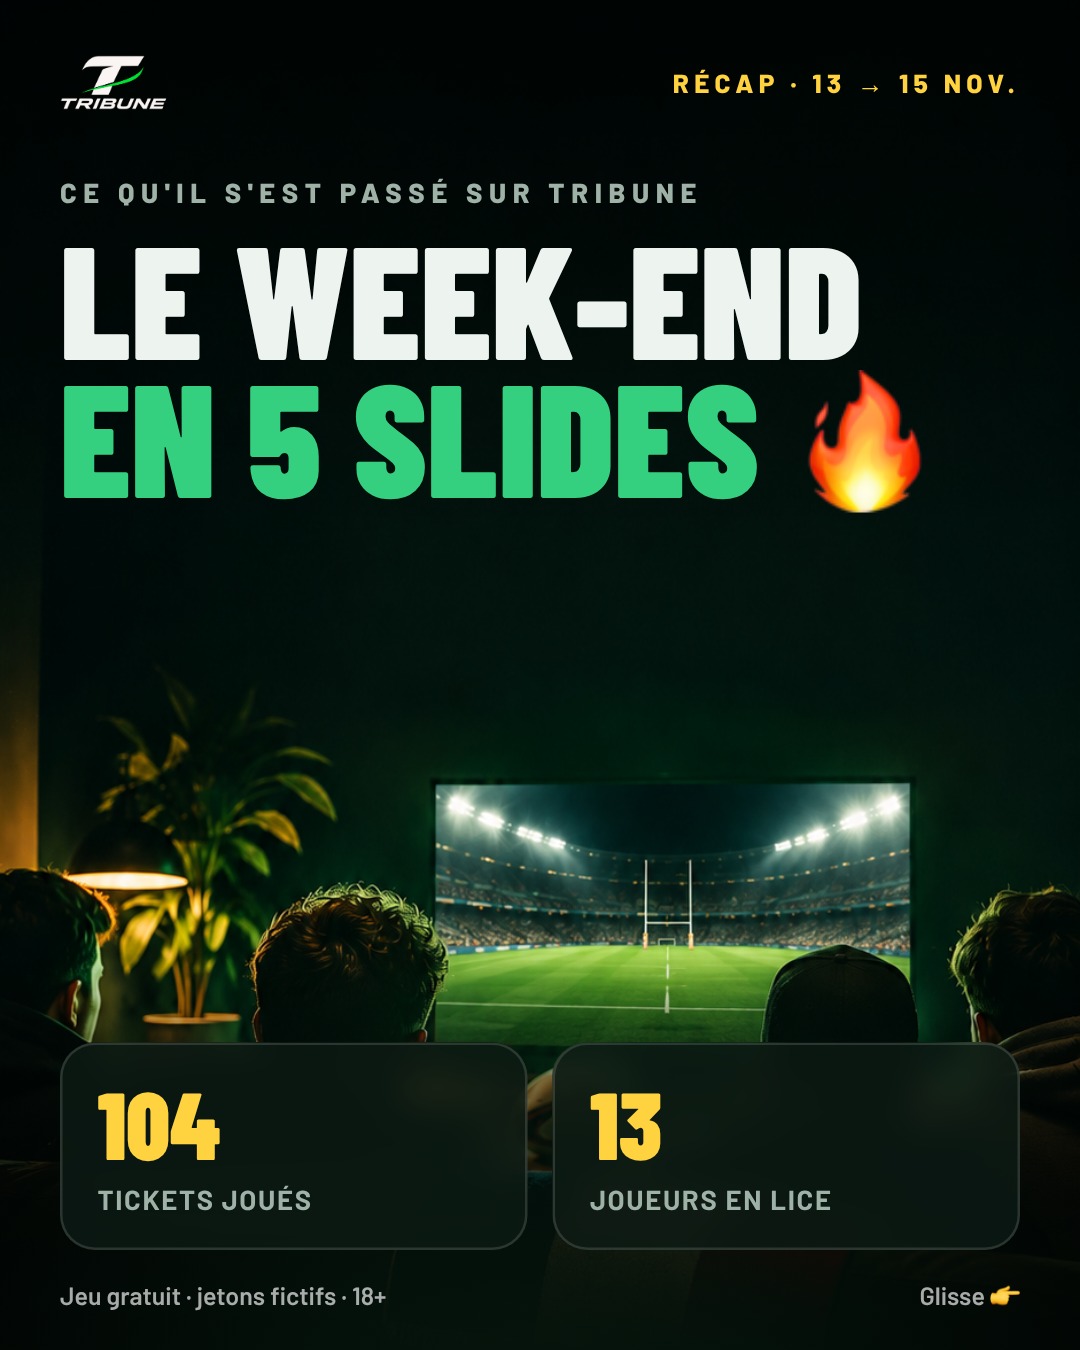 TRIBUNE
RÉCAP · 13 → 15 NOV.
CE QU'IL S'EST PASSÉ SUR TRIBUNE
LE WEEK-END
EN 5 SLIDES 🔥
104
TICKETS JOUÉS
13
JOUEURS EN LICE
Jeu gratuit · jetons fictifs · 18+
Glisse 👉